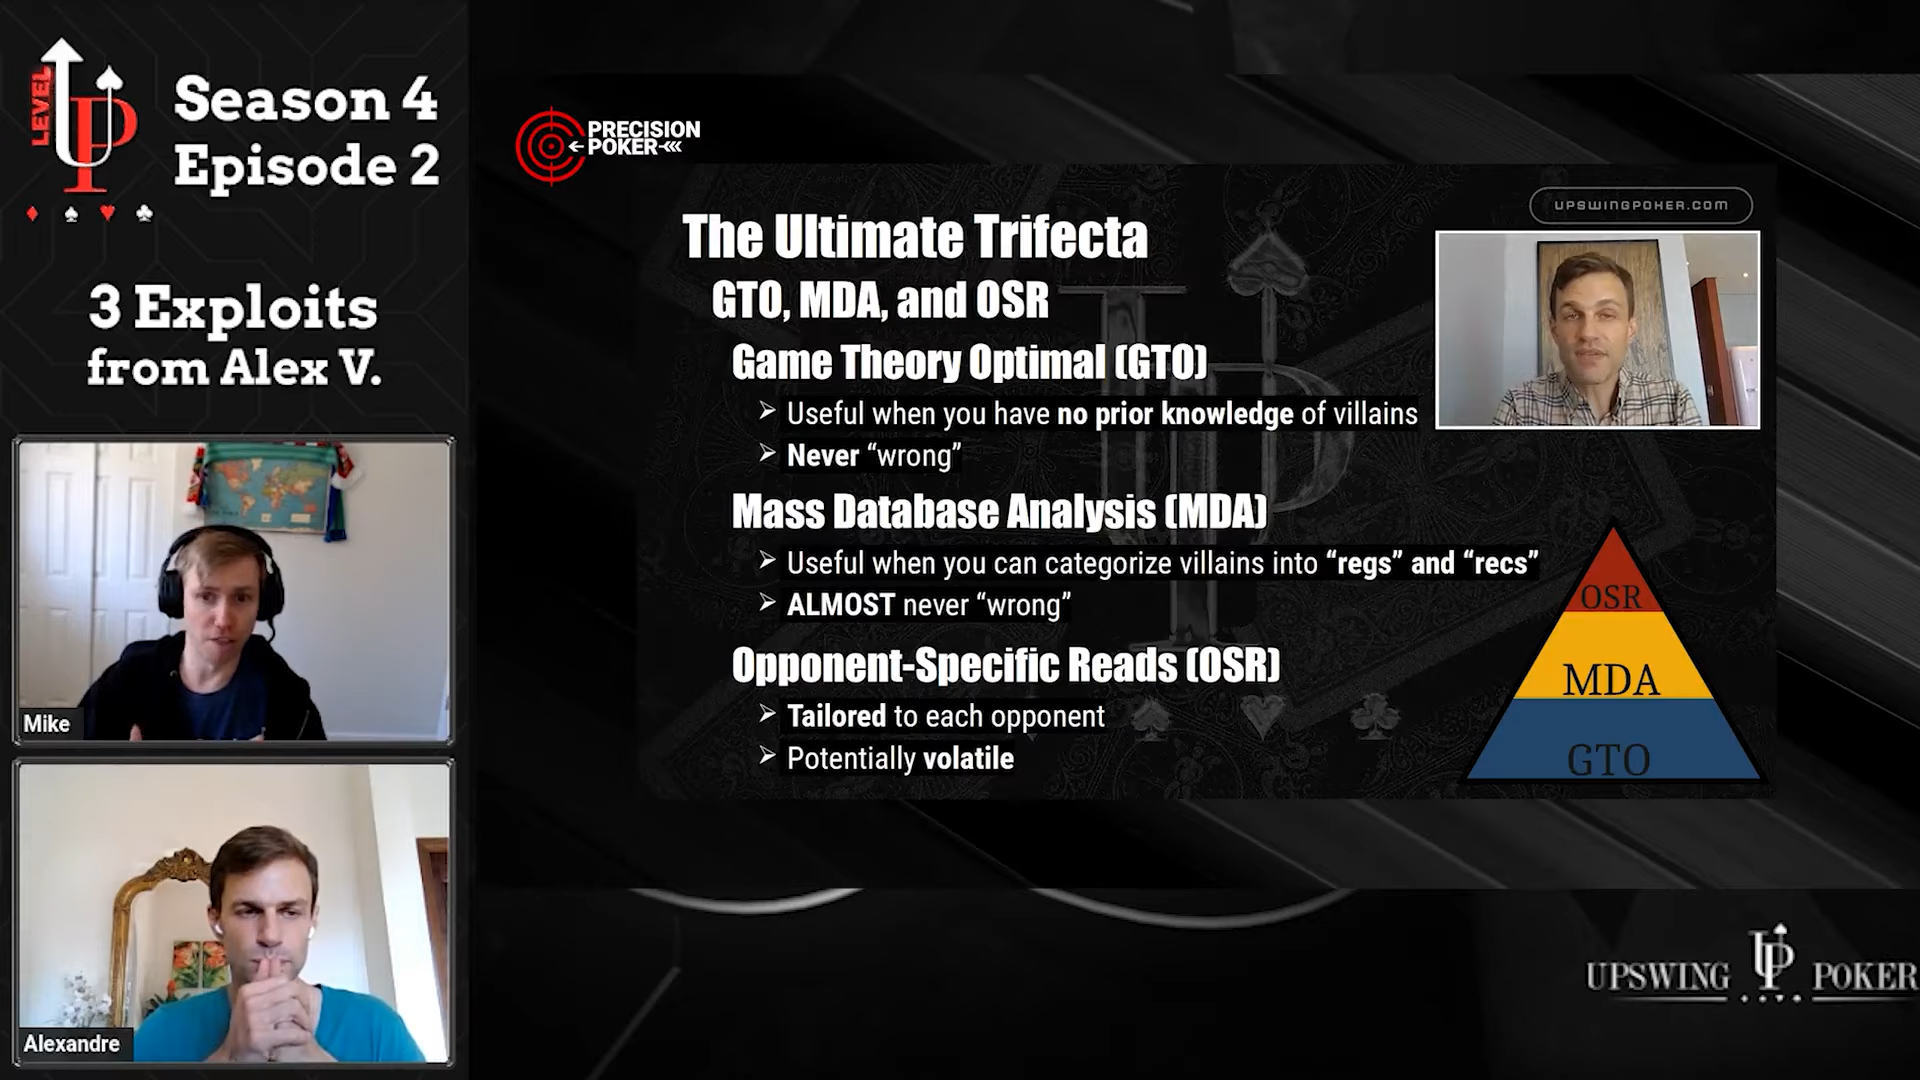 LEVEL
UP
Season 4
Episode 2
3 Exploits
from Alex V.
Mike
Alexandre
PRECISION
POKER
UPSWINGPOKER.COM
The Ultimate Trifecta
GTO, MDA, and OSR
Game Theory Optimal (GTO)
➢ Useful when you have no prior knowledge of villains
➢ Never “wrong”
Mass Database Analysis (MDA)
➢ Useful when you can categorize villains into “regs” and “recs”
➢ ALMOST never “wrong”
Opponent-Specific Reads (OSR)
➢ Tailored to each opponent
➢ Potentially volatile
OSR
MDA
GTO
UPSWING UP POKER